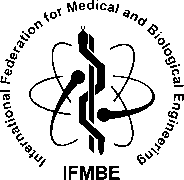 International Federation for Medical and Biological Engineering
IFMBE